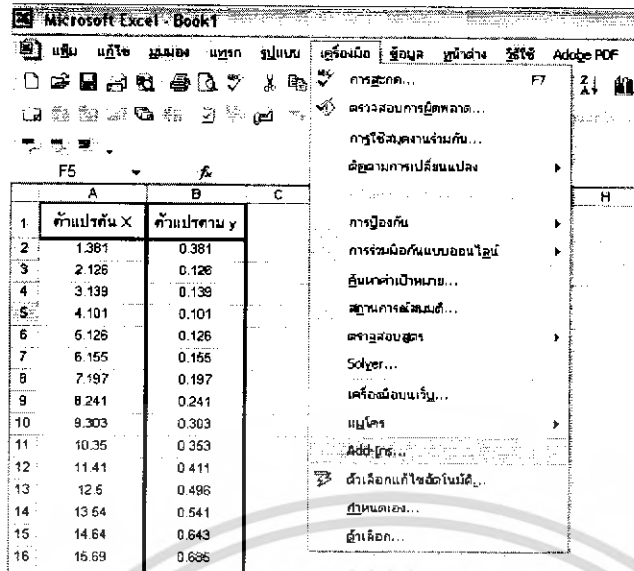 Microsoft Excel - Book1
แฟ้ม แก้ไข มุมมอง แทรก รูปแบบ เครื่องมือ ข้อมูล หน้าต่าง วิธีใช้ Adobe PDF
การสะกด... F7
ตรวจสอบการผิดพลาด...
การใช้สมุดงานร่วมกัน...
ติดตามการเปลี่ยนแปลง
การป้องกัน
การร่วมมือกันแบบออนไลน์
ค้นหาค่าเป้าหมาย...
สถานการณ์สมมติ...
ตรวจสอบสูตร
Solver...
เครื่องมือบนเว็บ...
แมโคร
Add-Ins...
ตัวเลือกแก้ไขอัตโนมัติ...
กำหนดเอง...
ตัวเลือก...
F5 fx
A B C H
1 ตัวแปรต้น X ตัวแปรตาม y
2 1.381 0.381
3 2.126 0.126
4 3.139 0.139
5 4.101 0.101
6 5.126 0.126
7 6.155 0.155
8 7.197 0.197
9 8.241 0.241
10 9.303 0.303
11 10.35 0.353
12 11.41 0.411
13 12.5 0.496
14 13.54 0.541
15 14.64 0.643
16 15.69 0.686